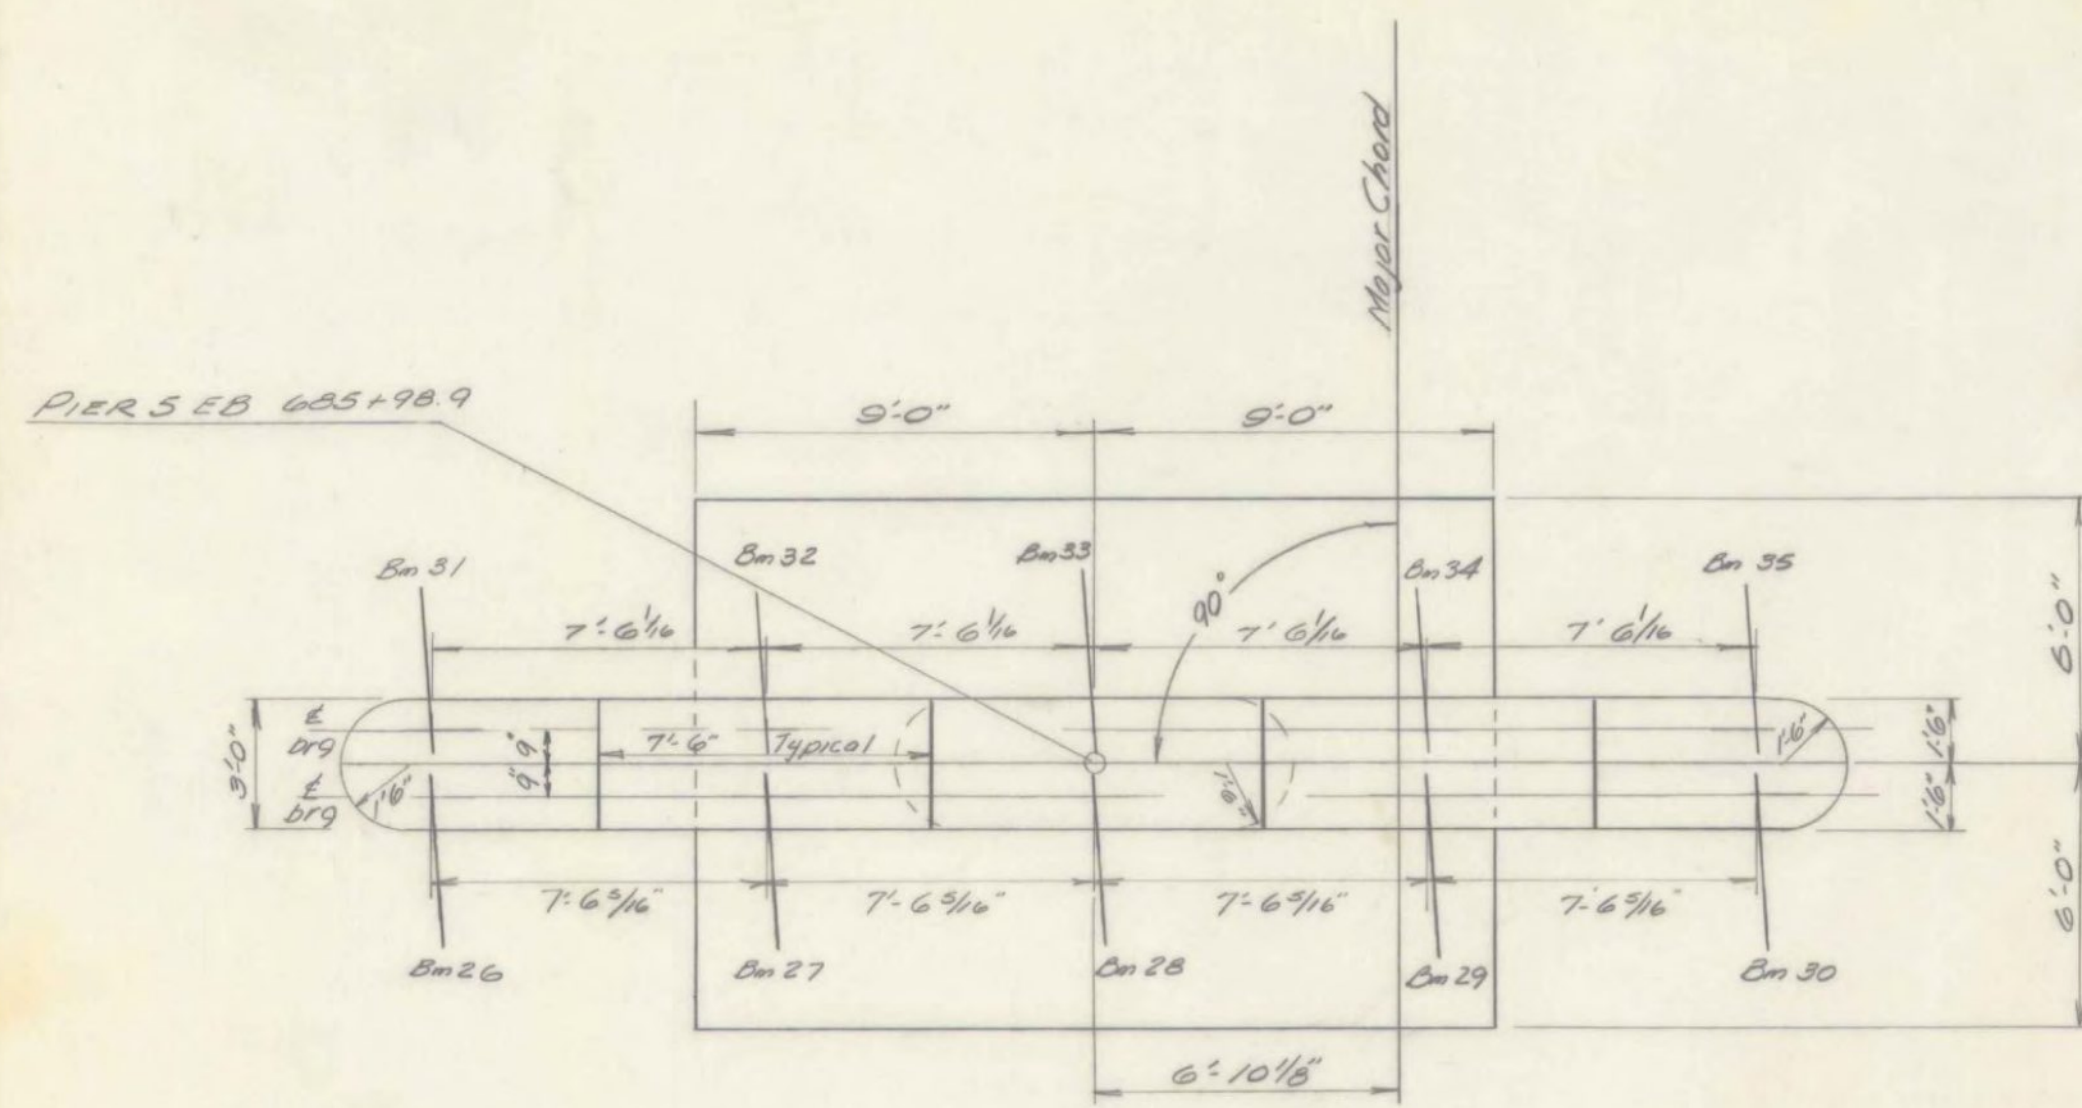 Major Chord
PIER 5 EB 685+98.9
9'-0" 9'-0"
Bm 31 Bm 32 Bm 33 Bm 34 Bm 35
90°
7'-6 1/16 7'-6 1/16 7' 6 1/16 7' 6 1/16
6'-0"
3'-0"
℄ brg
9" 9"
7'-6" Typical
1'-6"
1'-6"
1'-6"
℄ brg
1'-6"
1'-6"
7'-6 5/16" 7'-6 5/16" 7'-6 5/16" 7'-6 5/16"
6'-0"
Bm 26 Bm 27 Bm 28 Bm 29 Bm 30
6'-10 1/8"